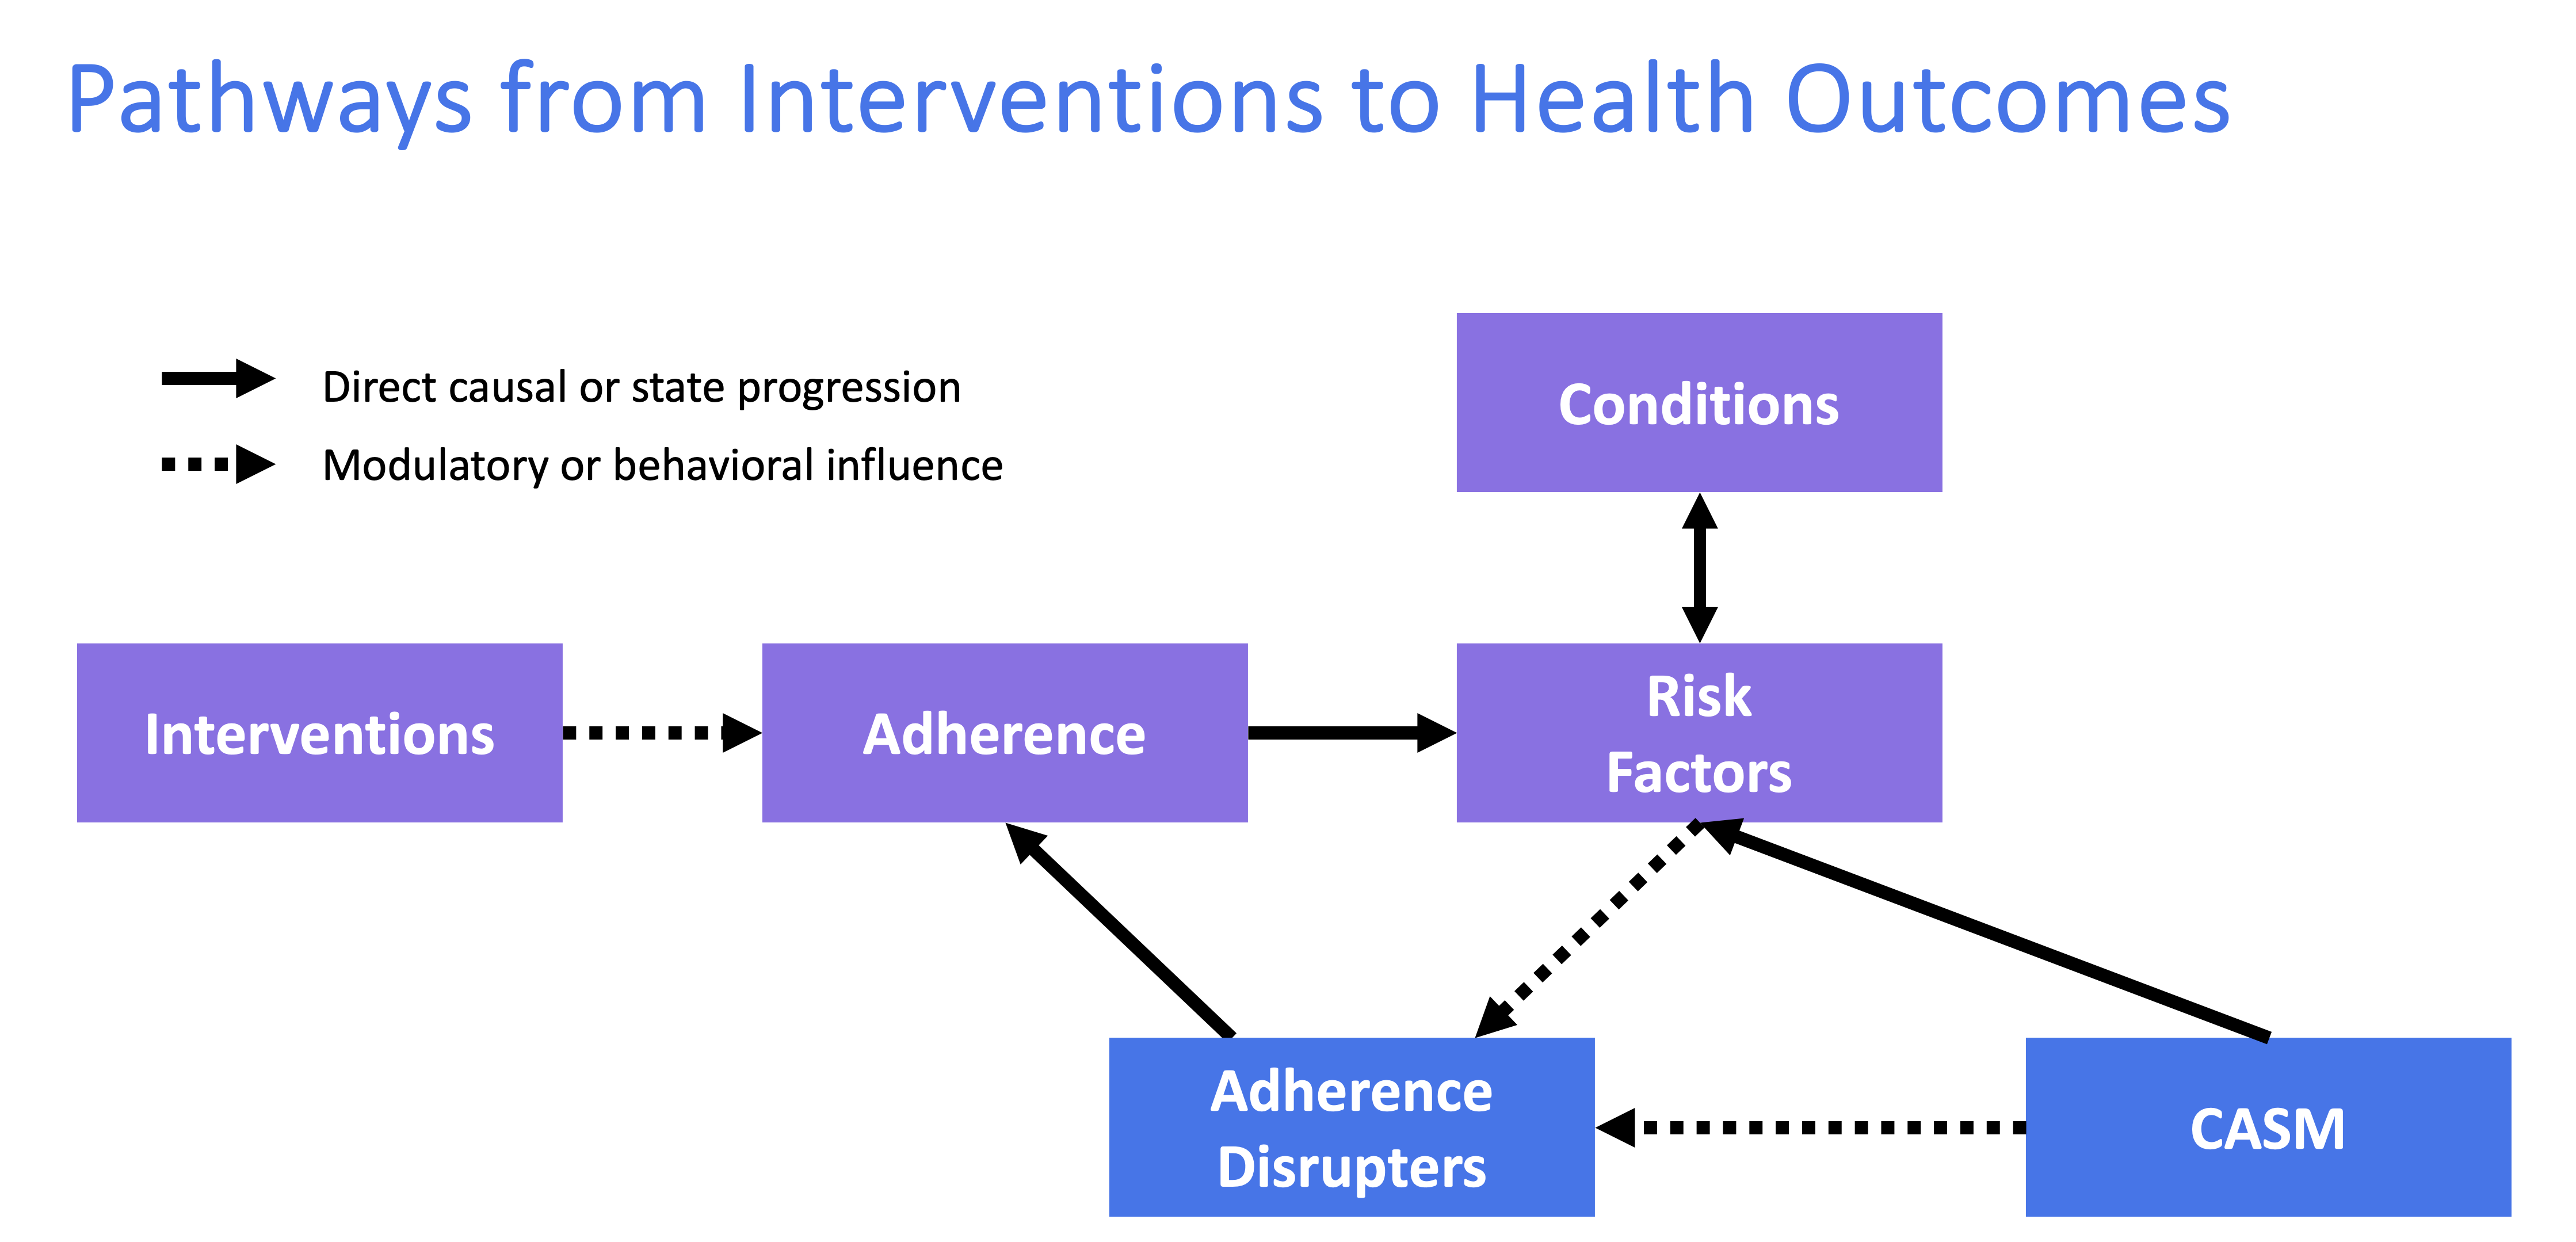 Pathways from Interventions to Health Outcomes
Direct causal or state progression
Modulatory or behavioral influence
Conditions
Interventions
Adherence
Risk
Factors
Adherence
Disrupters
CASM